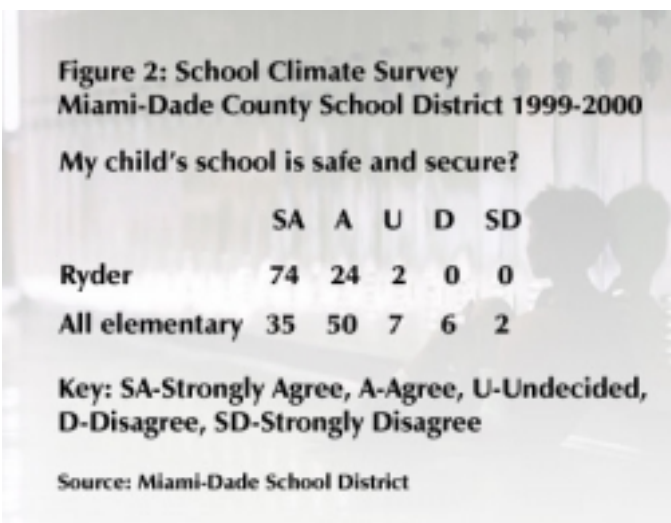 Figure 2: School Climate Survey
Miami-Dade County School District 1999-2000
My child's school is safe and secure?
SA A U D SD
Ryder 74 24 2 0 0
All elementary 35 50 7 6 2
Key: SA-Strongly Agree, A-Agree, U-Undecided,
D-Disagree, SD-Strongly Disagree
Source: Miami-Dade School District